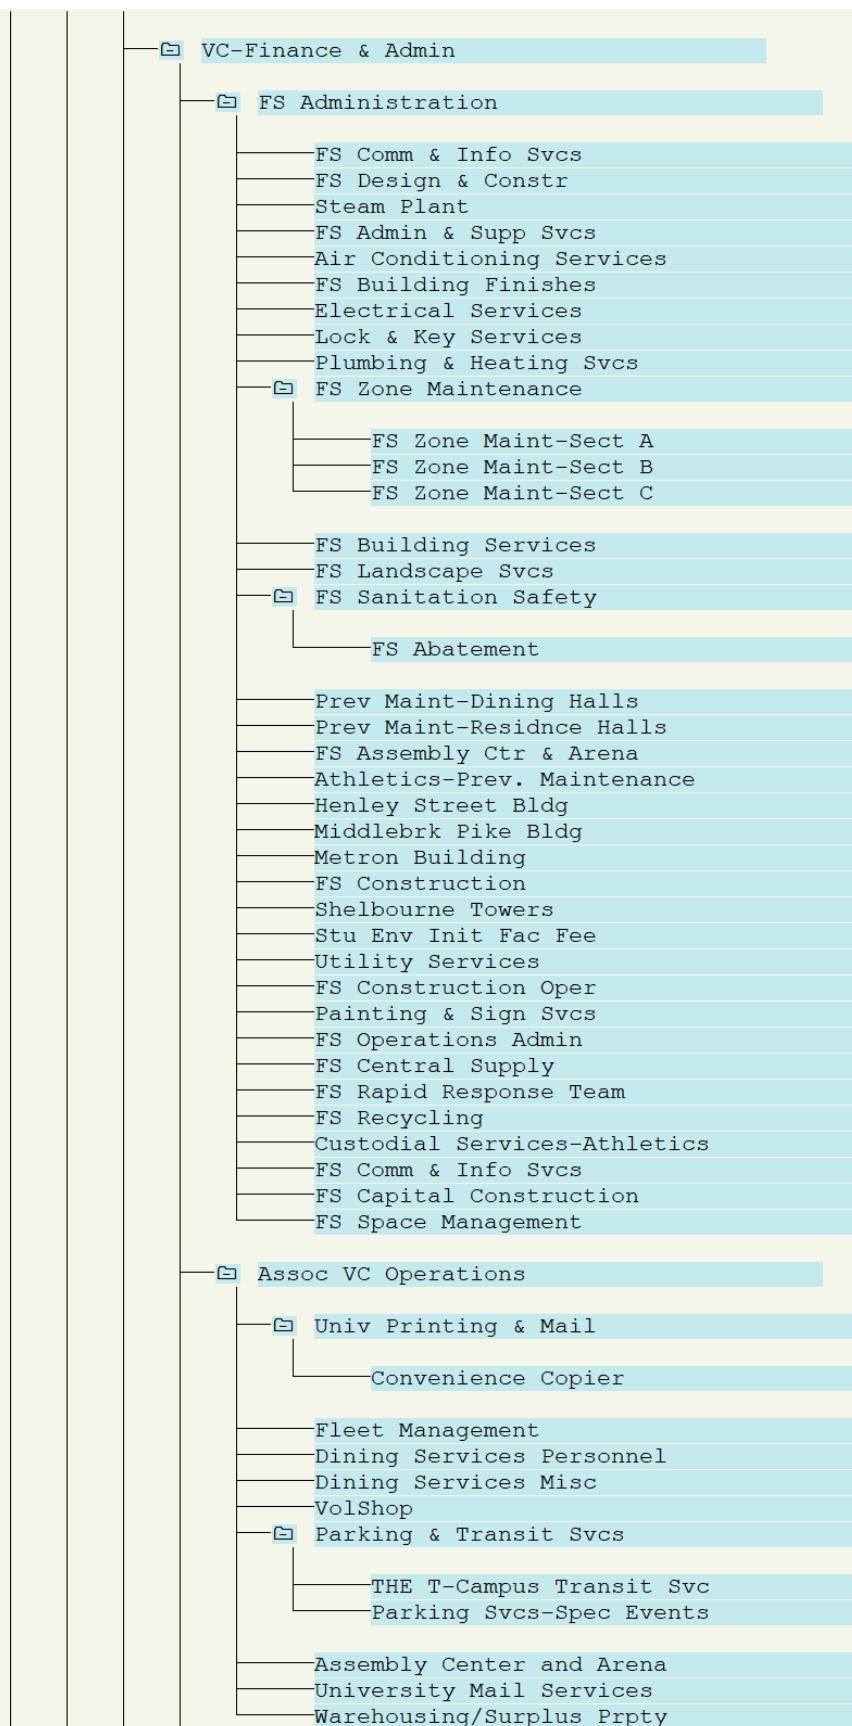 VC-Finance & Admin
FS Administration
FS Comm & Info Svcs
FS Design & Constr
Steam Plant
FS Admin & Supp Svcs
Air Conditioning Services
FS Building Finishes
Electrical Services
Lock & Key Services
Plumbing & Heating Svcs
FS Zone Maintenance
FS Zone Maint-Sect A
FS Zone Maint-Sect B
FS Zone Maint-Sect C
FS Building Services
FS Landscape Svcs
FS Sanitation Safety
FS Abatement
Prev Maint-Dining Halls
Prev Maint-Residnce Halls
FS Assembly Ctr & Arena
Athletics-Prev. Maintenance
Henley Street Bldg
Middlebrk Pike Bldg
Metron Building
FS Construction
Shelbourne Towers
Stu Env Init Fac Fee
Utility Services
FS Construction Oper
Painting & Sign Svcs
FS Operations Admin
FS Central Supply
FS Rapid Response Team
FS Recycling
Custodial Services-Athletics
FS Comm & Info Svcs
FS Capital Construction
FS Space Management
Assoc VC Operations
Univ Printing & Mail
Convenience Copier
Fleet Management
Dining Services Personnel
Dining Services Misc
VolShop
Parking & Transit Svcs
THE T-Campus Transit Svc
Parking Svcs-Spec Events
Assembly Center and Arena
University Mail Services
Warehousing/Surplus Prpty